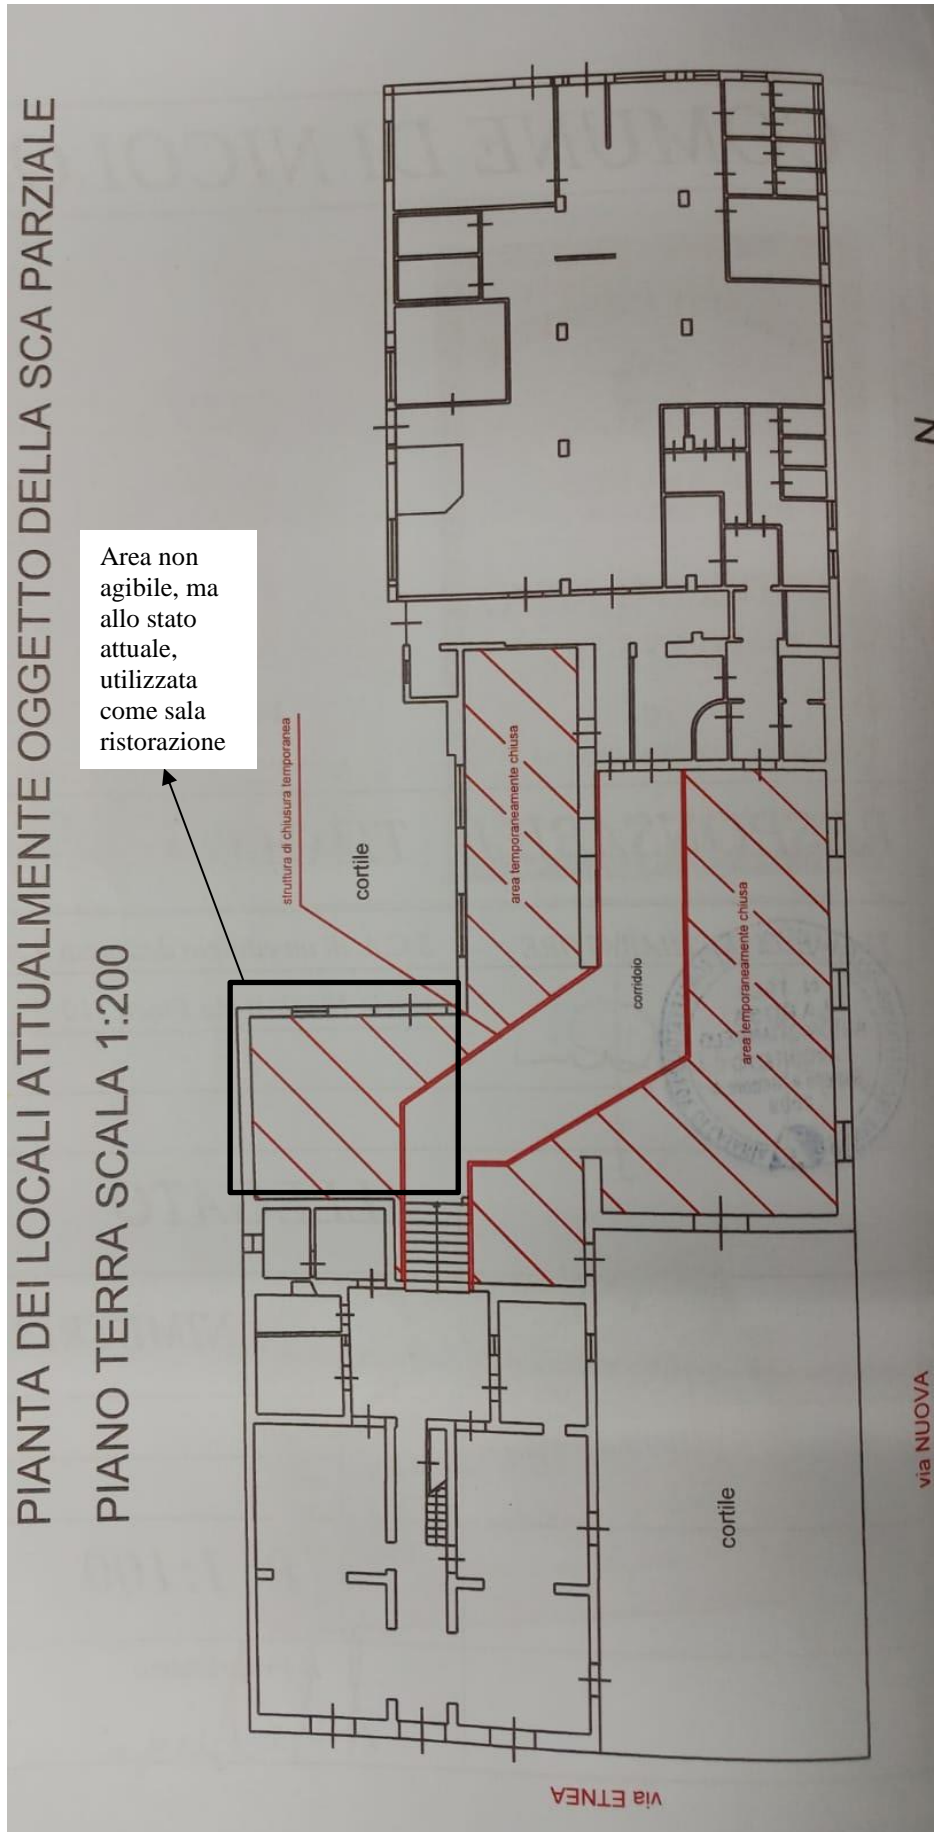 PIANTA DEI LOCALI ATTUALMENTE OGGETTO DELLA SCA PARZIALE
PIANO TERRA SCALA 1:200
Area non
agibile, ma
allo stato
attuale,
utilizzata
come sala
ristorazione
struttura di chiusura temporanea
cortile
area temporaneamente chiusa
corridoio
area temporaneamente chiusa
cortile
via NUOVA
via ETNEA
N